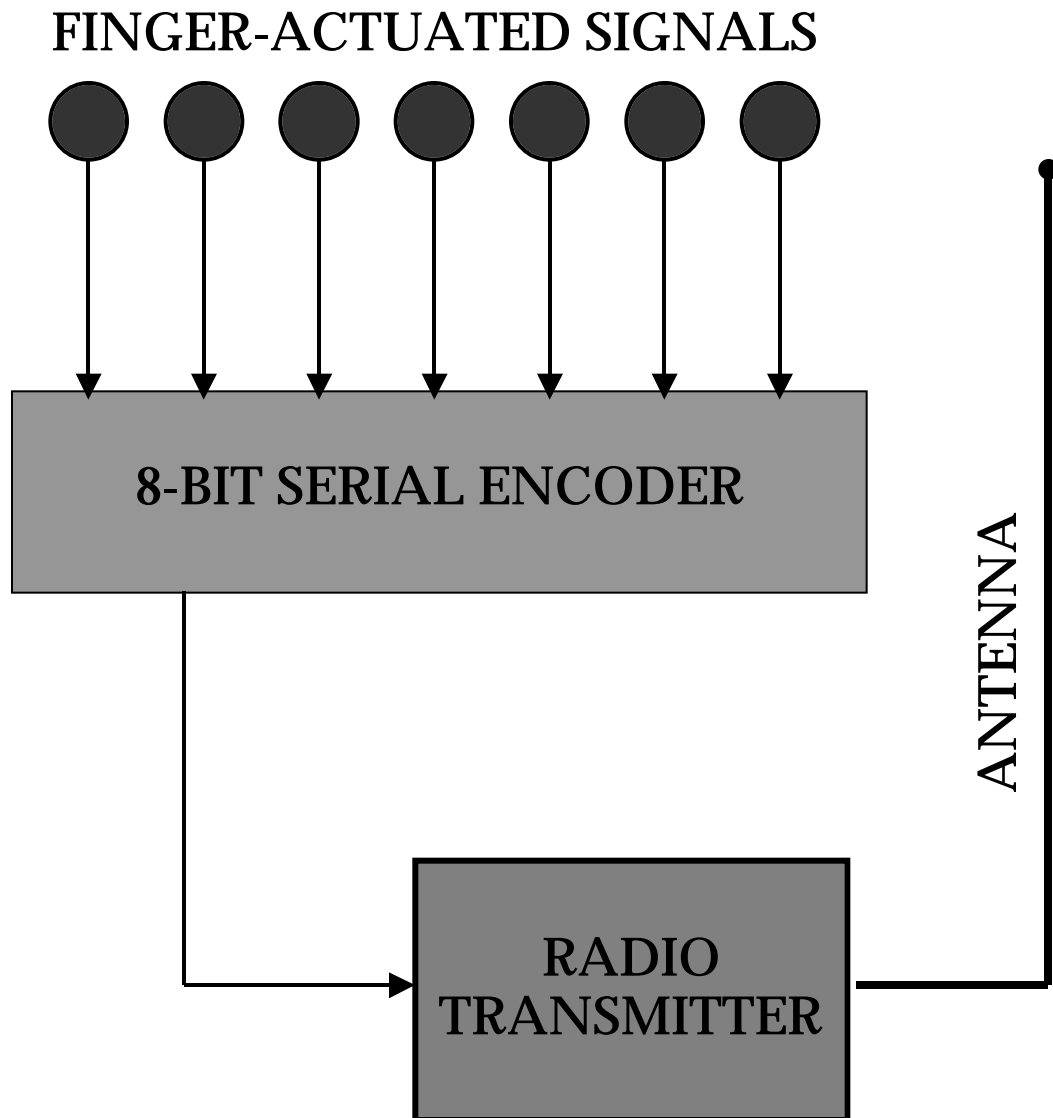 FINGER-ACTUATED SIGNALS
8-BIT SERIAL ENCODER
ANTENNA
RADIO
TRANSMITTER